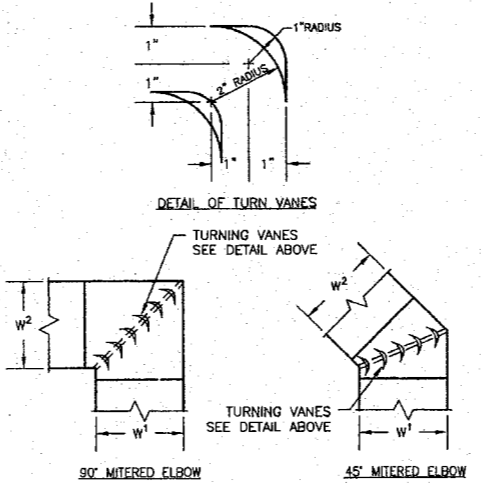 1"RADIUS
1"
1"
2" RADIUS
1"
1"
DETAIL OF TURN VANES
TURNING VANES
SEE DETAIL ABOVE
W²
W¹
90° MITERED ELBOW
W²
TURNING VANES
SEE DETAIL ABOVE
W¹
45° MITERED ELBOW